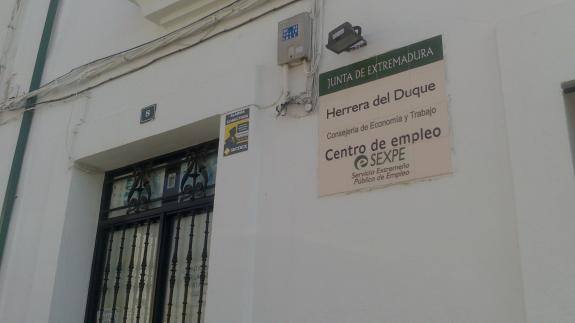 JUNTA DE EXTREMADURA
Herrera del Duque
Consejería de Economía y Trabajo
Centro de empleo
SEXPE
Servicio Extremeño
Público de Empleo
8